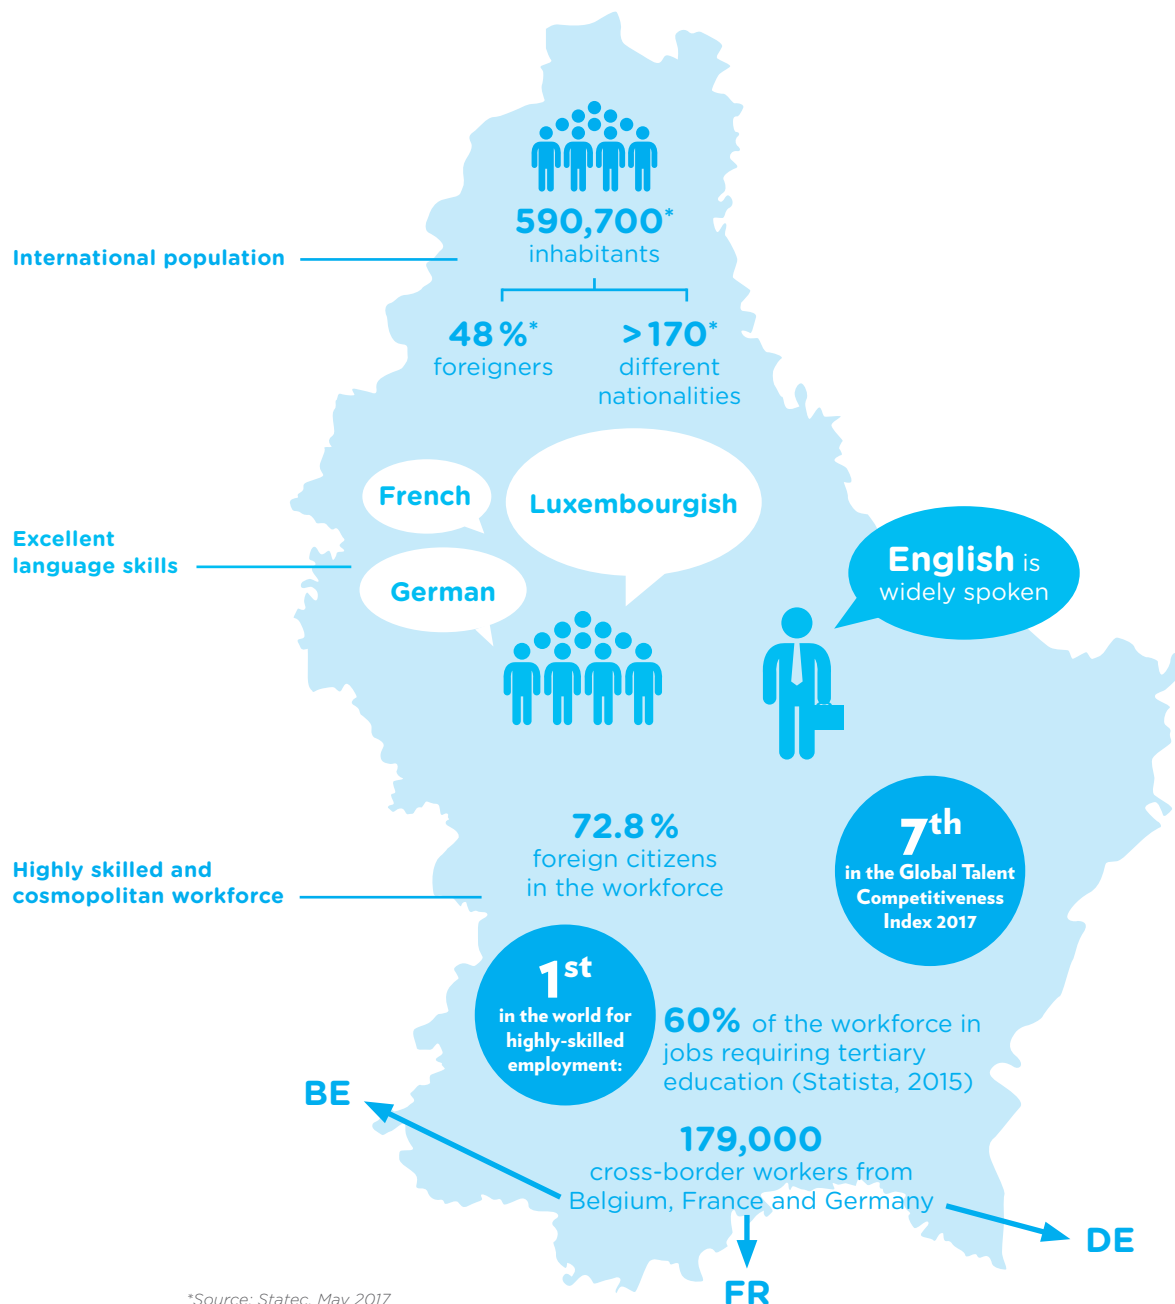 International population
590,700*
inhabitants
48 %*
foreigners
> 170*
different
nationalities
Excellent
language skills
French
Luxembourgish
German
English is
widely spoken
Highly skilled and
cosmopolitan workforce
72.8 %
foreign citizens
in the workforce
7th
in the Global Talent
Competitiveness
Index 2017
1st
in the world for
highly-skilled
employment:
60% of the workforce in
jobs requiring tertiary
education (Statista, 2015)
179,000
cross-border workers from
Belgium, France and Germany
BE
DE
FR
*Source: Statec, May 2017